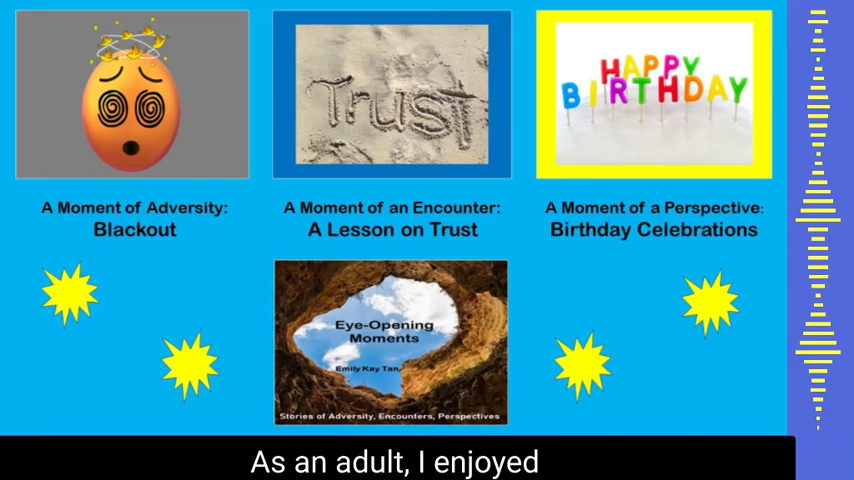 Trust
HAPPY
BIRTHDAY
A Moment of Adversity:
Blackout
A Moment of an Encounter:
A Lesson on Trust
A Moment of a Perspective:
Birthday Celebrations
Eye-Opening
Moments
Emily Kay Tan
Stories of Adversity, Encounters, Perspectives
As an adult, I enjoyed